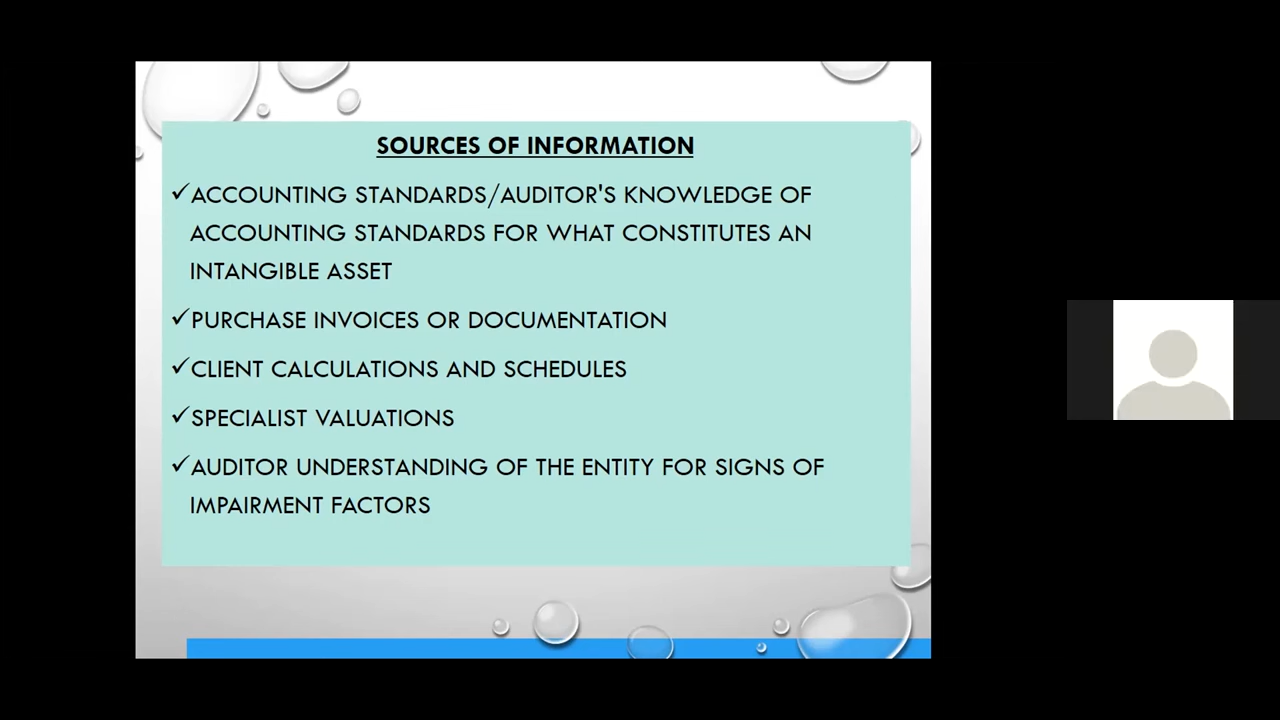 SOURCES OF INFORMATION
✓ACCOUNTING STANDARDS/AUDITOR'S KNOWLEDGE OF
ACCOUNTING STANDARDS FOR WHAT CONSTITUTES AN
INTANGIBLE ASSET
✓PURCHASE INVOICES OR DOCUMENTATION
✓CLIENT CALCULATIONS AND SCHEDULES
✓SPECIALIST VALUATIONS
✓AUDITOR UNDERSTANDING OF THE ENTITY FOR SIGNS OF
IMPAIRMENT FACTORS